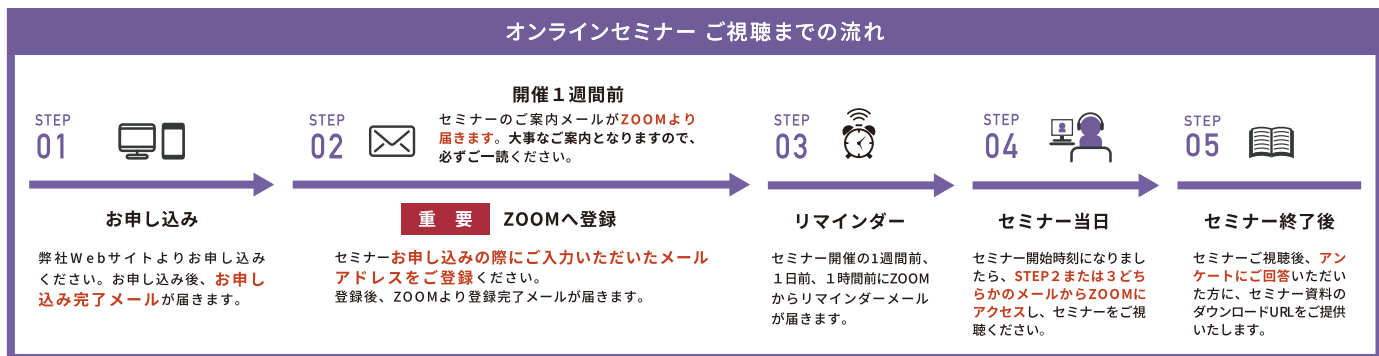 オンラインセミナー ご視聴までの流れ
STEP
01
お申し込み
弊社Webサイトよりお申し込み
ください。お申し込み後、お申し
込み完了メールが届きます。
STEP
02
開催１週間前
セミナーのご案内メールがZOOMより
届きます。大事なご案内となりますので、
必ずご一読ください。
重 要 ZOOMへ登録
セミナーお申し込みの際にご入力いただいたメール
アドレスをご登録ください。
登録後、ZOOMより登録完了メールが届きます。
STEP
03
リマインダー
セミナー開催の1週間前、
1日前、１時間前にZOOM
からリマインダーメール
が届きます。
STEP
04
セミナー当日
セミナー開始時刻になりまし
たら、STEP２または３どち
らかのメールからZOOMに
アクセスし、セミナーをご視
聴ください。
STEP
05
セミナー終了後
セミナーご視聴後、アン
ケートにご回答いただい
た方に、セミナー資料の
ダウンロードURLをご提供
いたします。